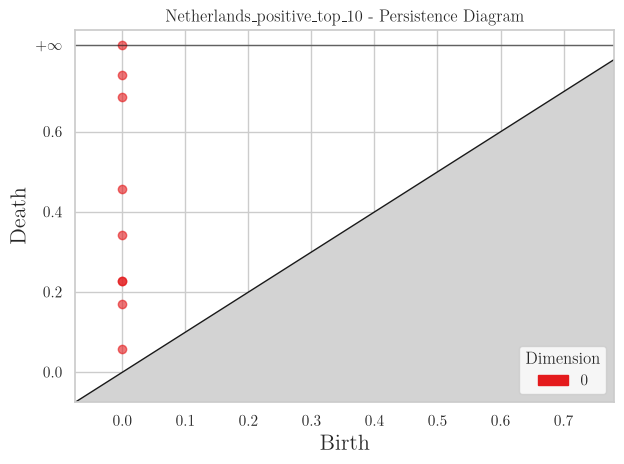 Netherlands_positive_top_10 - Persistence Diagram
+∞
0.6
0.4
0.2
0.0
Death
0.0 0.1 0.2 0.3 0.4 0.5 0.6 0.7
Birth
Dimension
0